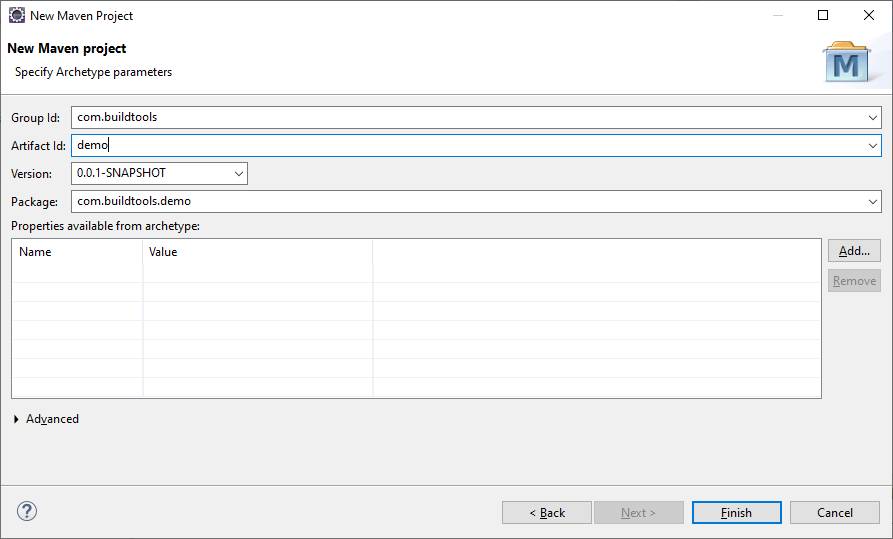 New Maven Project
New Maven project
Specify Archetype parameters
M
Group Id: com.buildtools
Artifact Id: demo
Version: 0.0.1-SNAPSHOT
Package: com.buildtools.demo
Properties available from archetype:
Name Value
Add...
Remove
Advanced
? < Back Next > Finish Cancel